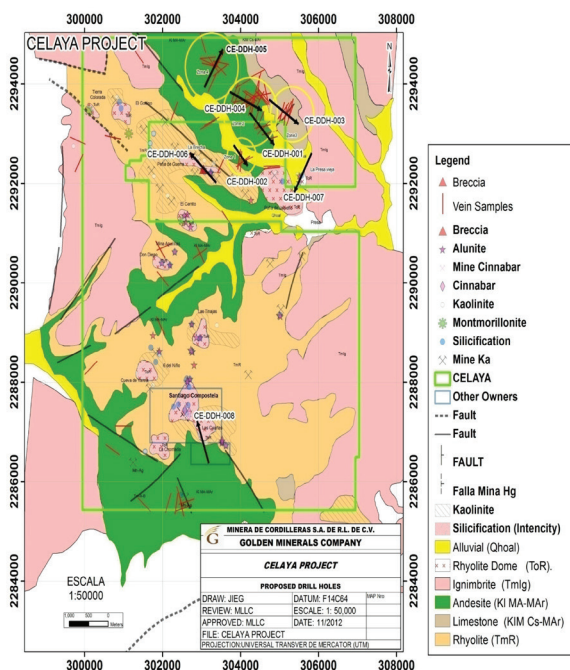 300000 302000 304000 306000 308000
CELAYA PROJECT
N
2294000
2292000
2290000
2288000
2286000
2284000
CE-DDH-005
CE-DDH-004
CE-DDH-003
CE-DDH-001
CE-DDH-006
CE-DDH-002
CE-DDH-007
Santiago Compostela
CE-DDH-008
ESCALA
1:50000
Meters
MINERA DE CORDILLERAS S.A. DE R.L. DE C.V.
GOLDEN MINERALS COMPANY
CELAYA PROJECT
PROPOSED DRILL HOLES
DRAW: JIEG DATUM: F14C64 MAP No:
REVIEW: MLLC ESCALA: 1: 50,000
APPROVED: MLLC DATE: 11/2012
FILE: CELAYA PROJECT
PROJECTION:UNIVERSAL TRANSVER DE MERCATOR (UTM)
300000 302000 304000 306000 308000
Legend
Breccia
Vein Samples
Breccia
Alunite
Mine Cinnabar
Cinnabar
Kaolinite
Montmorillonite
Silicification
Mine Ka
CELAYA
Other Owners
Fault
Fault
FAULT
Falla Mina Hg
Kaolinite
Silicification (Intencity)
Alluvial (Qhoal)
Rhyolite Dome (ToR).
Ignimbrite (TmIg)
Andesite (KI MA-MAr)
Limestone (KIM Cs-MAr)
Rhyolite (TmR)